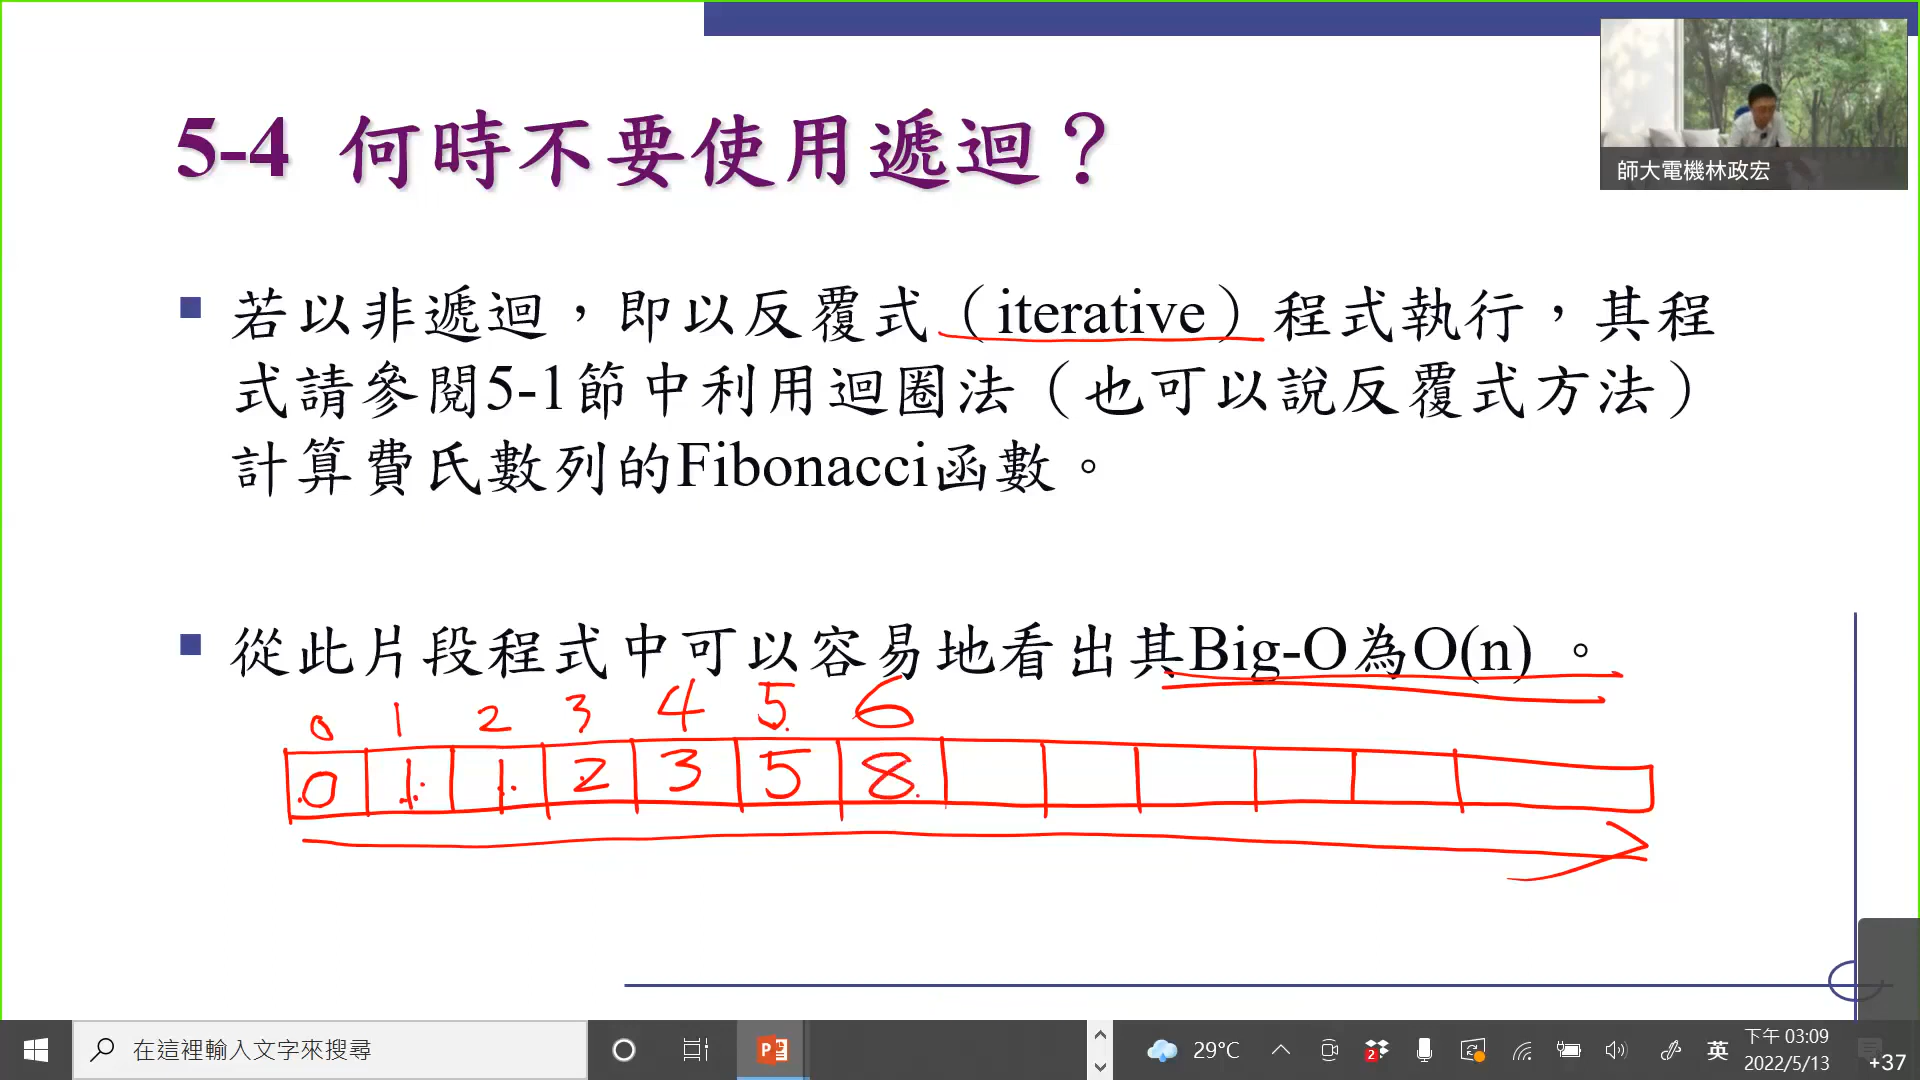 師大電機林政宏
5-4 何時不要使用遞迴？
若以非遞迴，即以反覆式（iterative）程式執行，其程
式請參閱5-1節中利用迴圈法（也可以說反覆式方法）
計算費氏數列的Fibonacci函數。
從此片段程式中可以容易地看出其Big-O為O(n) 。
0 1 2 3 4 5 6
0 1 1 2 3 5 8
在這裡輸入文字來搜尋
29°C
2
英
下午 03:09
2022/5/13
+37